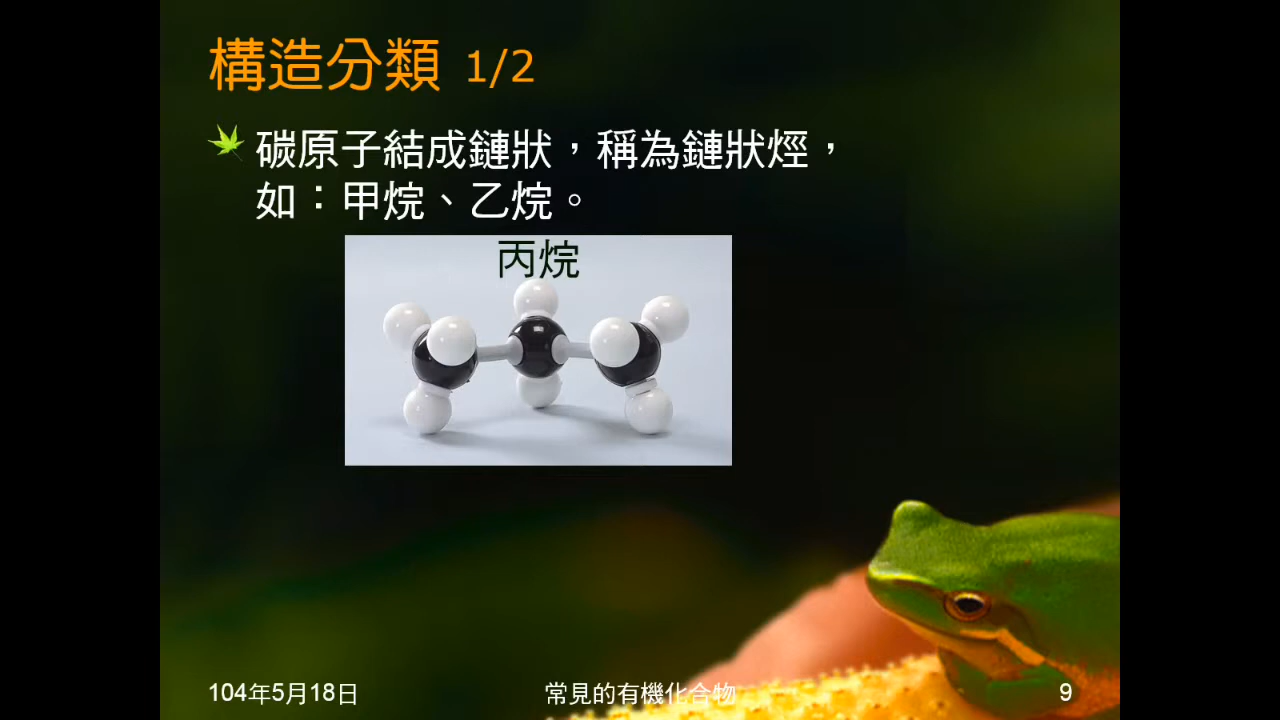 構造分類 1/2
碳原子結成鏈狀，稱為鏈狀烴，
如：甲烷、乙烷。
丙烷
104年5月18日
常見的有機化合物
9